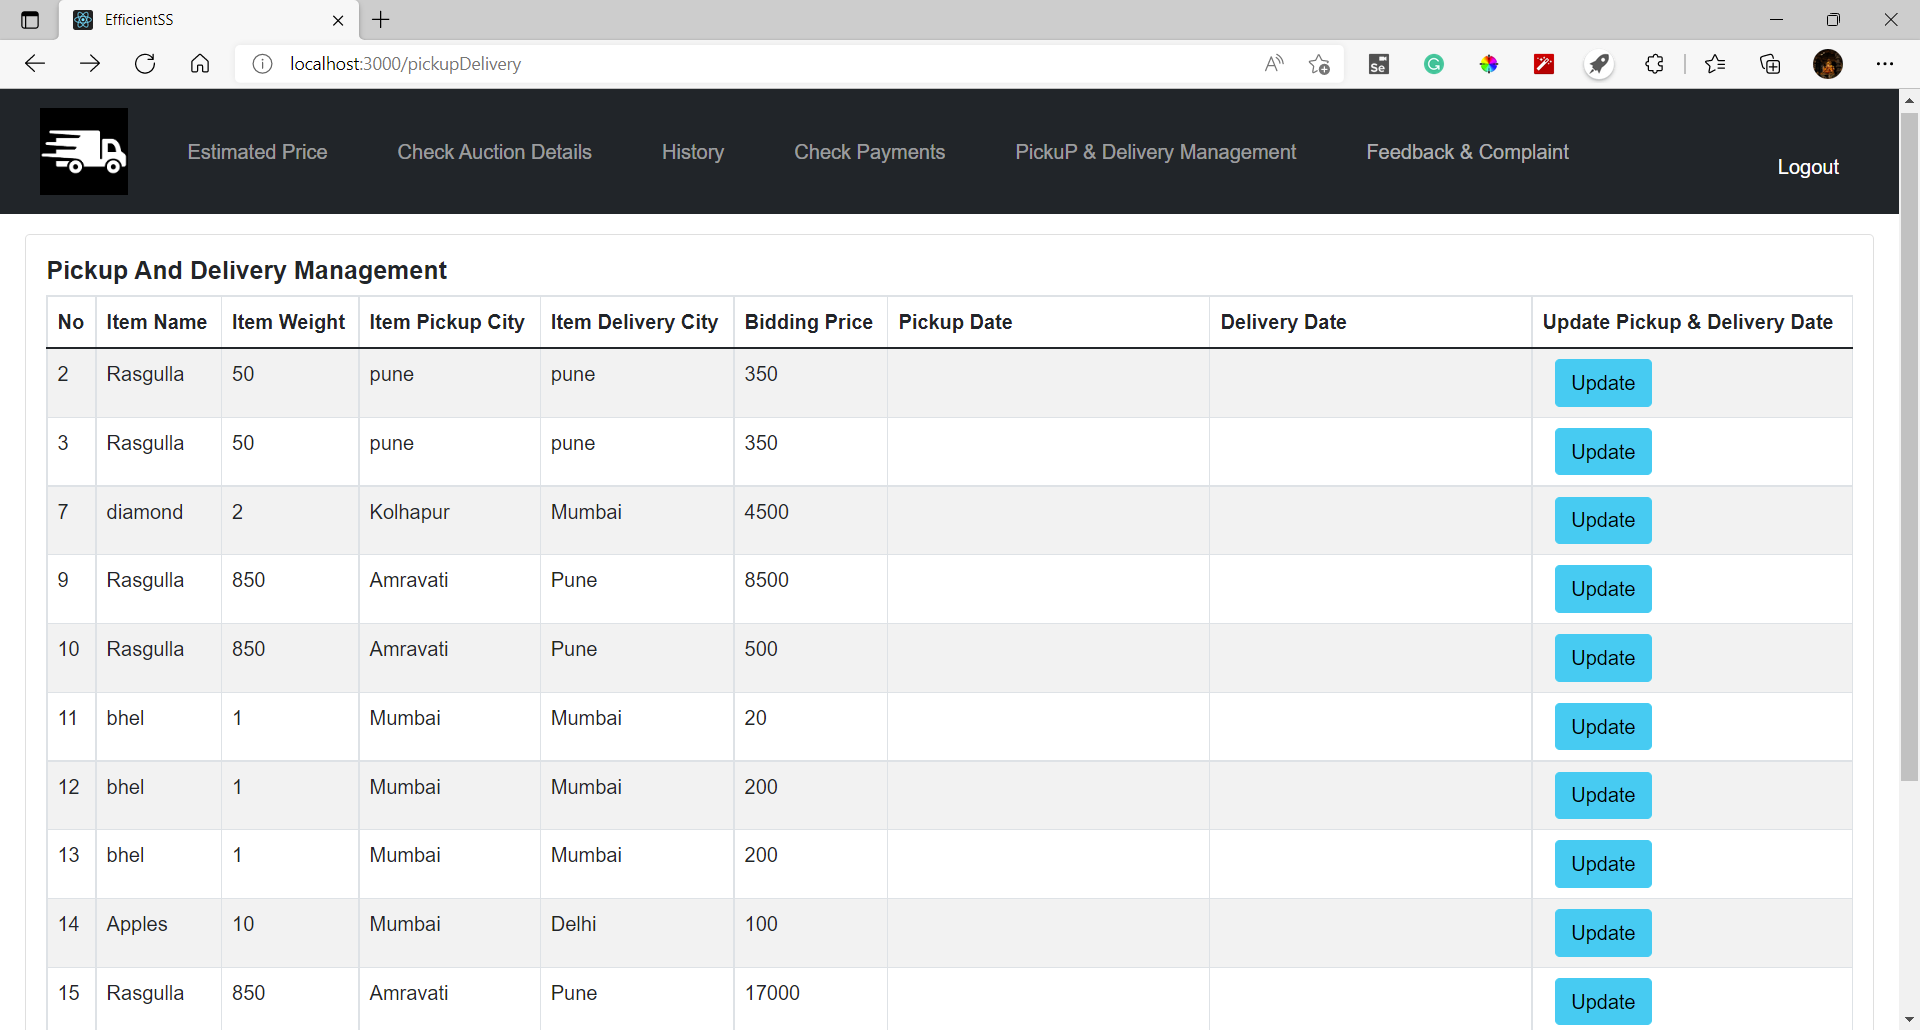 EfficientSS
localhost:3000/pickupDelivery
Estimated Price Check Auction Details History Check Payments PickuP & Delivery Management Feedback & Complaint Logout
Pickup And Delivery Management
No Item Name Item Weight Item Pickup City Item Delivery City Bidding Price Pickup Date Delivery Date Update Pickup & Delivery Date
2 Rasgulla 50 pune pune 350 Update
3 Rasgulla 50 pune pune 350 Update
7 diamond 2 Kolhapur Mumbai 4500 Update
9 Rasgulla 850 Amravati Pune 8500 Update
10 Rasgulla 850 Amravati Pune 500 Update
11 bhel 1 Mumbai Mumbai 20 Update
12 bhel 1 Mumbai Mumbai 200 Update
13 bhel 1 Mumbai Mumbai 200 Update
14 Apples 10 Mumbai Delhi 100 Update
15 Rasgulla 850 Amravati Pune 17000 Update